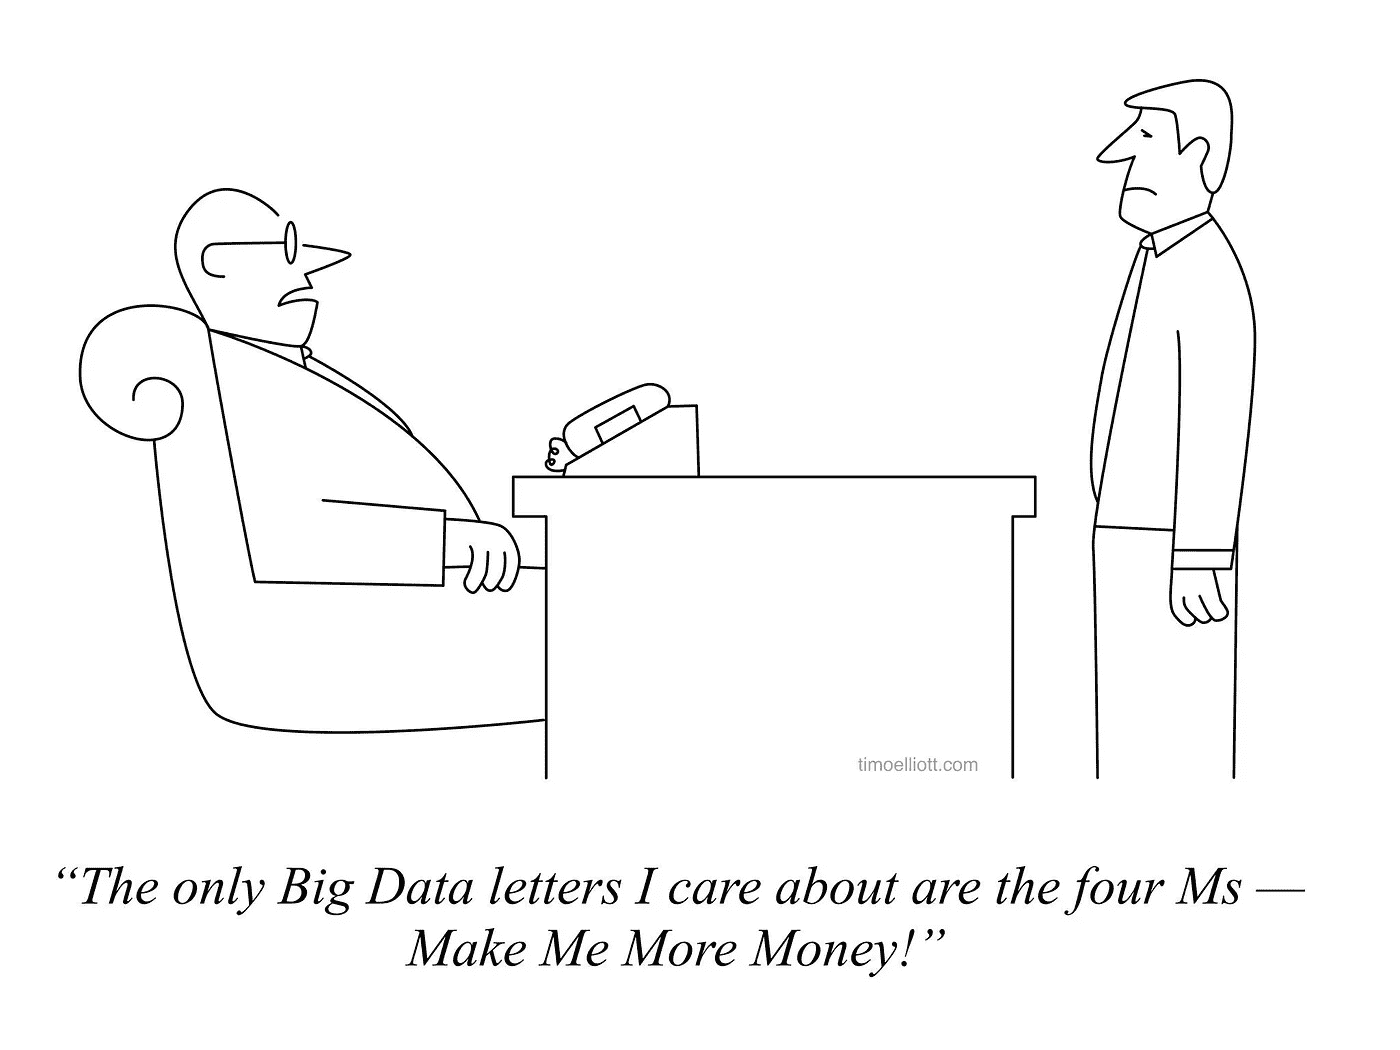 timoelliott.com
“The only Big Data letters I care about are the four Ms —
Make Me More Money!”